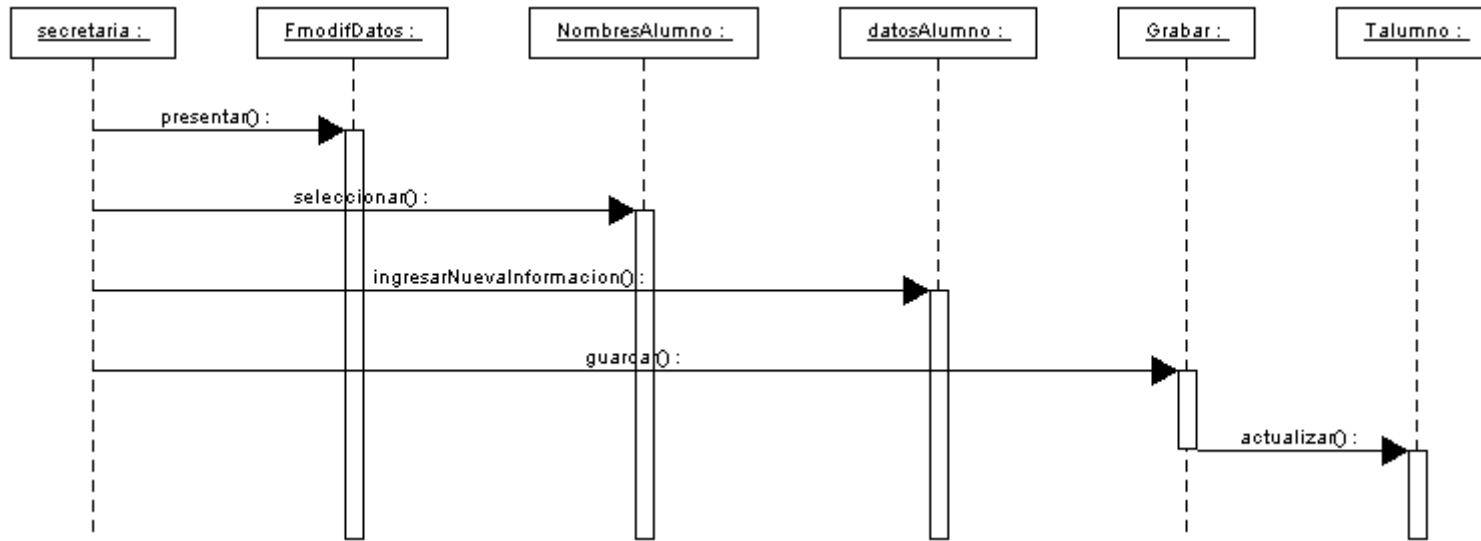 secretaria :
FmodifDatos :
NombresAlumno :
datosAlumno :
Grabar :
Talumno :
presentar() :
seleccionar() :
ingresarNuevaInformacion() :
guardar() :
actualizar() :